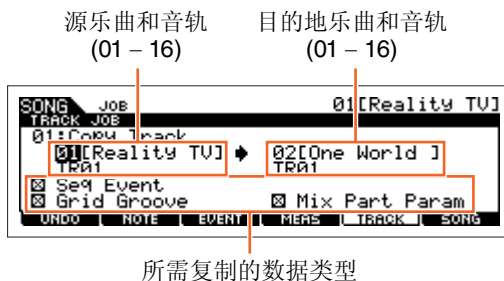 源乐曲和音轨 目的地乐曲和音轨
(01 – 16) (01 – 16)
SONG JOB 01[Reality TV]
TRACK JOB
01:Copy Track
01[Reality TV] 02[One World ]
TR01 TR01
Seq Event
Grid Groove Mix Part Param
UNDO NOTE EVENT MEAS TRACK SONG
所需复制的数据类型